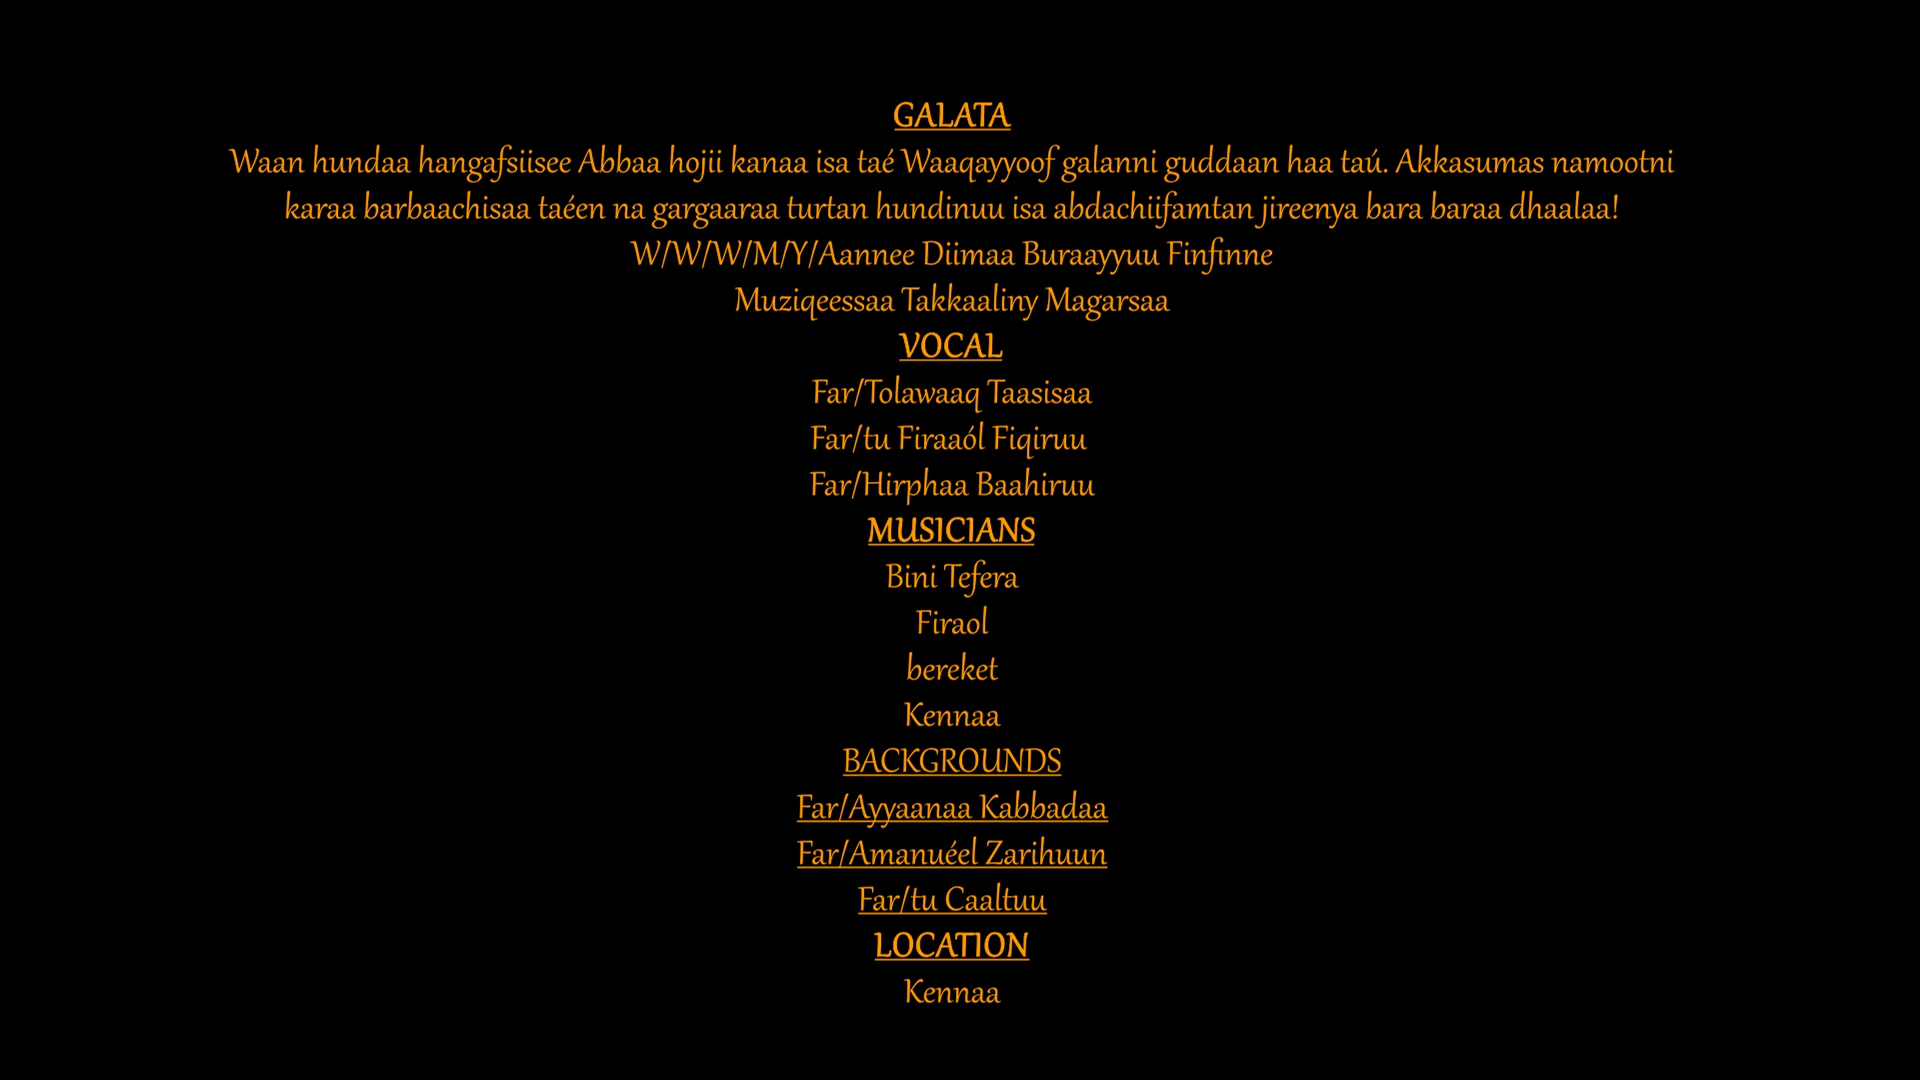 GALATA
Waan hundaa hangafsiisee Abbaa hojii kanaa isa taé Waaqayyoof galanni guddaan haa taú. Akkasumas namootni
karaa barbaachisaa taéen na gargaaraa turtan hundinuu isa abdachiifamtan jireenya bara baraa dhaalaa!
W/W/W/M/Y/Aannee Diimaa Buraayyuu Finfinne
Muziqeessaa Takkaaliny Magarsaa
VOCAL
Far/Tolawaaq Taasisaa
Far/tu Firaaól Fiqiruu
Far/Hirphaa Baahiruu
MUSICIANS
Bini Tefera
Firaol
bereket
Kennaa
BACKGROUNDS
Far/Ayyaanaa Kabbadaa
Far/Amanuéel Zarihuun
Far/tu Caaltuu
LOCATION
Kennaa